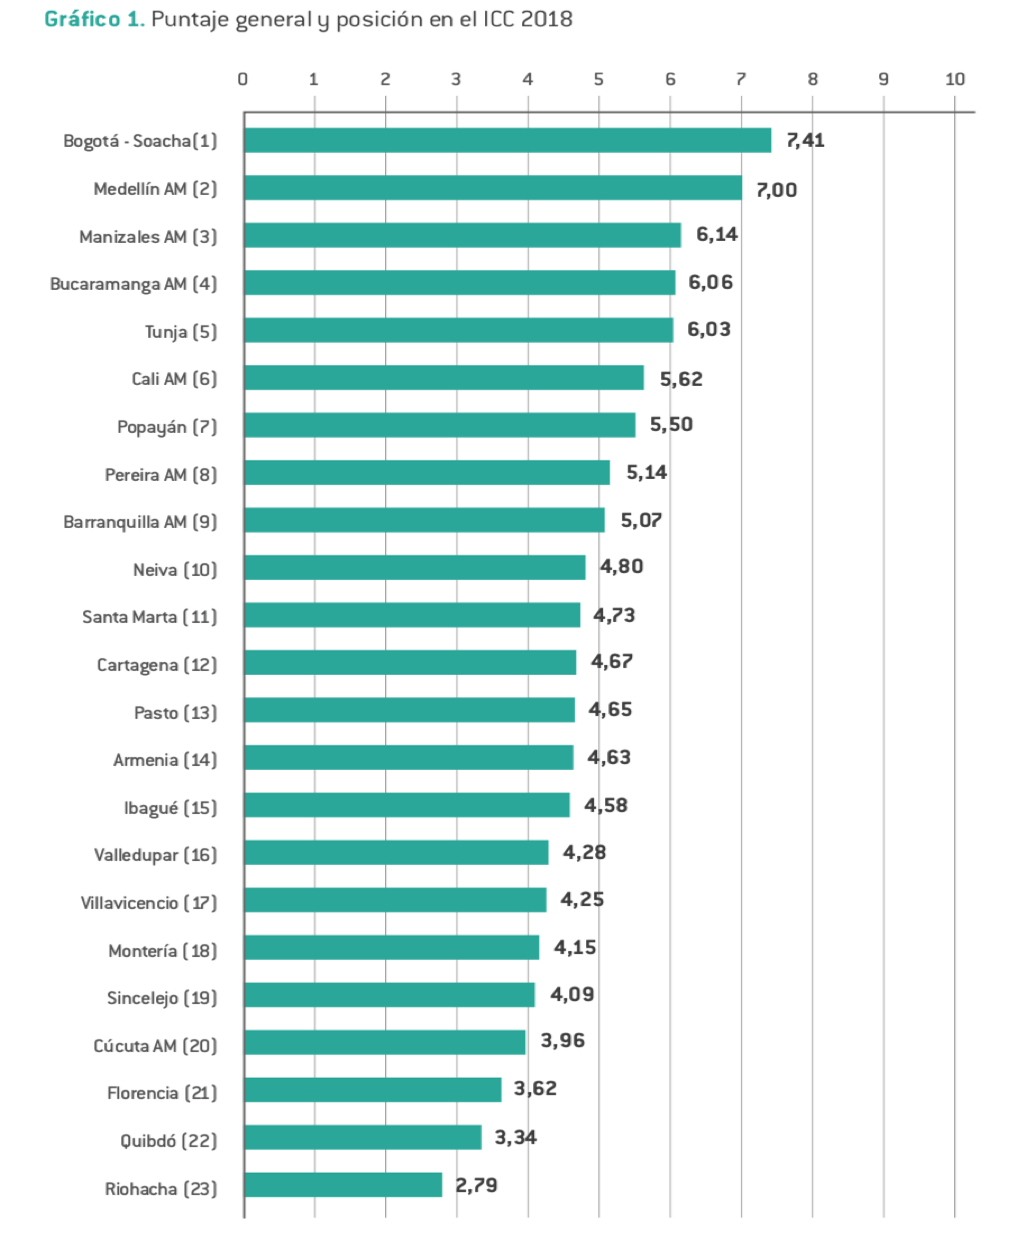 Gráfico 1. Puntaje general y posición en el ICC 2018
0 1 2 3 4 5 6 7 8 9 10
Bogotá - Soacha(1) 7,41
Medellín AM (2) 7,00
Manizales AM (3) 6,14
Bucaramanga AM (4) 6,06
Tunja (5) 6,03
Cali AM (6) 5,62
Popayán (7) 5,50
Pereira AM (8) 5,14
Barranquilla AM (9) 5,07
Neiva (10) 4,80
Santa Marta (11) 4,73
Cartagena (12) 4,67
Pasto (13) 4,65
Armenia (14) 4,63
Ibagué (15) 4,58
Valledupar (16) 4,28
Villavicencio (17) 4,25
Montería (18) 4,15
Sincelejo (19) 4,09
Cúcuta AM (20) 3,96
Florencia (21) 3,62
Quibdó (22) 3,34
Riohacha (23) 2,79